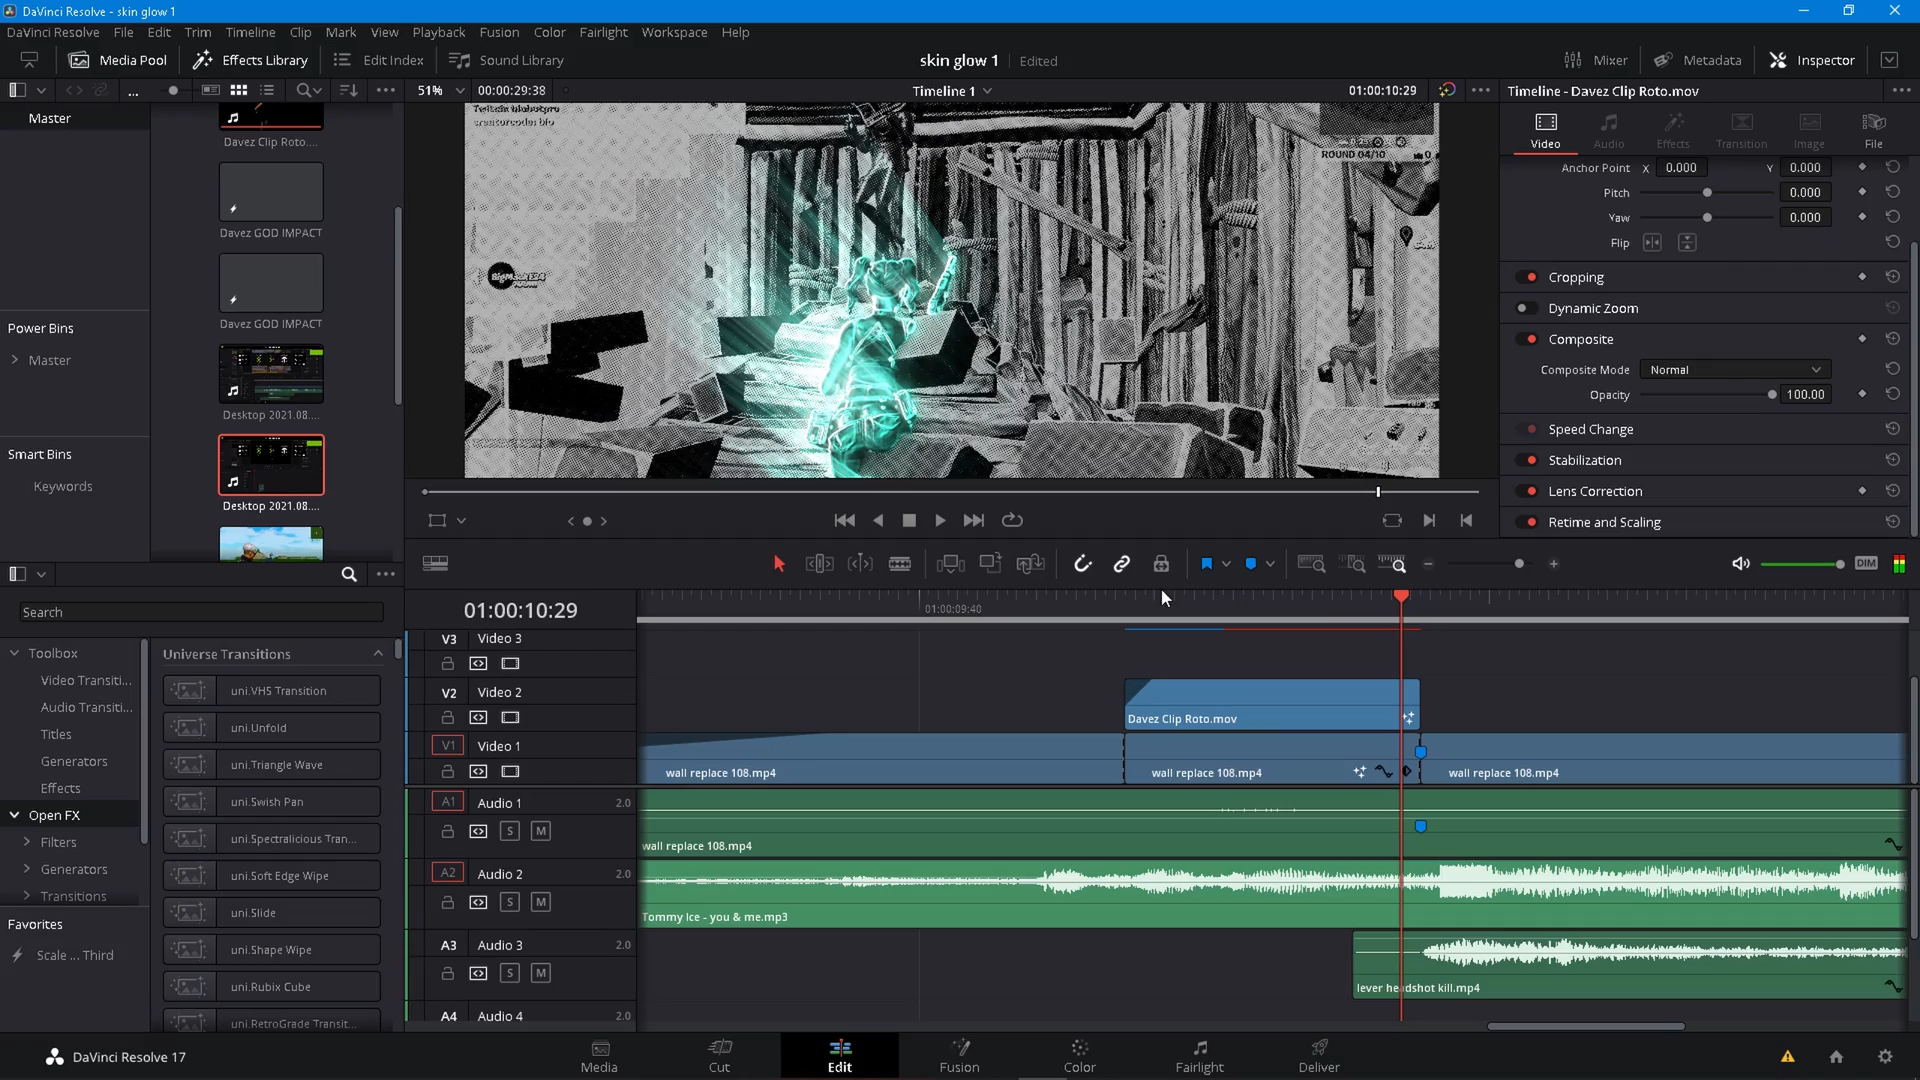 DaVinci Resolve - skin glow 1
DaVinci Resolve File Edit Trim Timeline Clip Mark View Playback Fusion Color Fairlight Workspace Help
Media Pool Effects Library Edit Index Sound Library skin glow 1 Edited Mixer Metadata Inspector
... 51% 00:00:29:38 Timeline 1 01:00:10:29 Timeline - Davez Clip Roto.mov
Master
Power Bins
Master
Smart Bins
Keywords
Davez Clip Roto....
Davez GOD IMPACT
Davez GOD IMPACT
Desktop 2021.08....
Desktop 2021.08....
creatorcode: bio
ROUND 04/10
Video Audio Effects Transition Image File
Anchor Point X 0.000 Y 0.000
Pitch 0.000
Yaw 0.000
Flip
Cropping
Dynamic Zoom
Composite
Composite Mode Normal
Opacity 100.00
Speed Change
Stabilization
Lens Correction
Retime and Scaling
DIM
Search
Toolbox
Video Transiti...
Audio Transiti...
Titles
Generators
Effects
Open FX
Filters
Generators
Transitions
Favorites
Scale ... Third
Universe Transitions
uni.VHS Transition
uni.Unfold
uni.Triangle Wave
uni.Swish Pan
uni.Spectralicious Tran...
uni.Soft Edge Wipe
uni.Slide
uni.Shape Wipe
uni.Rubix Cube
uni.RetroGrade Transit...
01:00:10:29
01:00:09:40
V3 Video 3
V2 Video 2
Davez Clip Roto.mov
V1 Video 1
wall replace 108.mp4 wall replace 108.mp4 wall replace 108.mp4
A1 Audio 1 2.0
S M
wall replace 108.mp4
A2 Audio 2 2.0
S M
Tommy Ice - you & me.mp3
A3 Audio 3 2.0
S M
lever headshot kill.mp4
A4 Audio 4 2.0
DaVinci Resolve 17
Media Cut Edit Fusion Color Fairlight Deliver